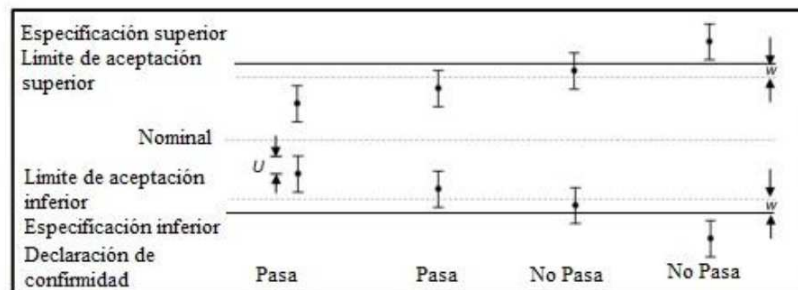 Especificación superior
Limite de aceptación
superior
w
Nominal
U
Limite de aceptación
inferior
w
Especificación inferior
Declaración de
confirmidad
Pasa Pasa No Pasa No Pasa